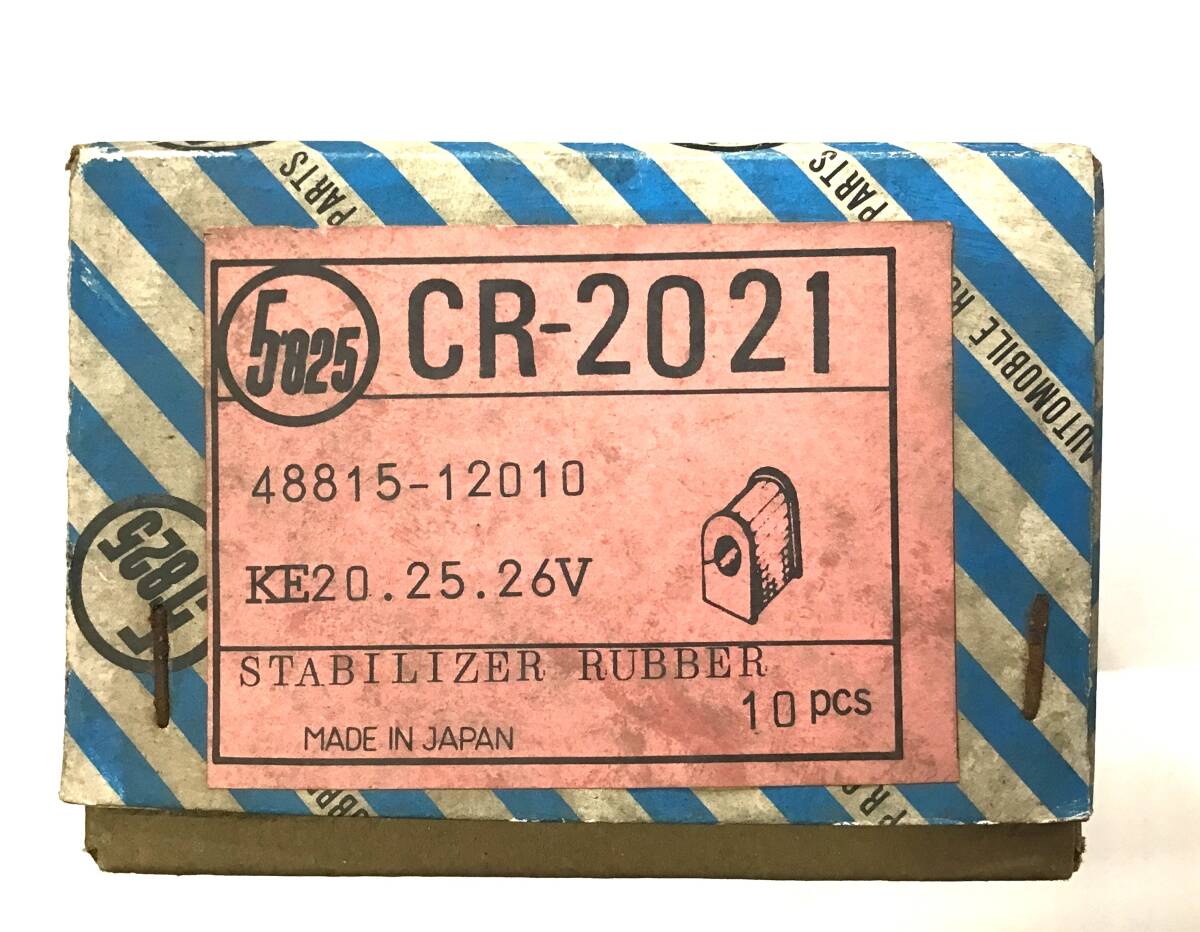 PARTS
PARTS
AUTOMOBILE
5825 CR-2021
48815-12010
KE20.25.26V
5825
STABILIZER RUBBER
10 pcs
MADE IN JAPAN